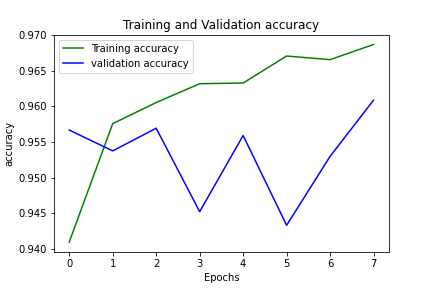 Training and Validation accuracy
Training accuracy
validation accuracy
0.970
0.965
0.960
0.955
0.950
0.945
0.940
accuracy
0 1 2 3 4 5 6 7
Epochs